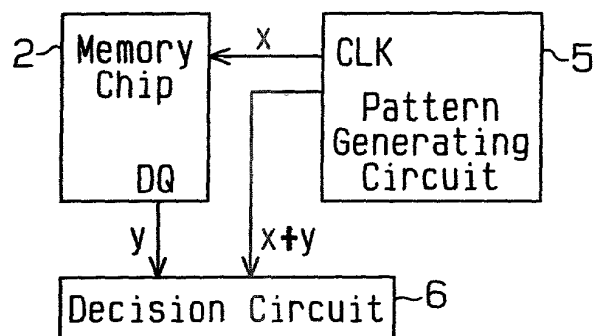 2
Memory
Chip
DQ
x
CLK
Pattern
Generating
Circuit
5
y
x+y
Decision Circuit
6